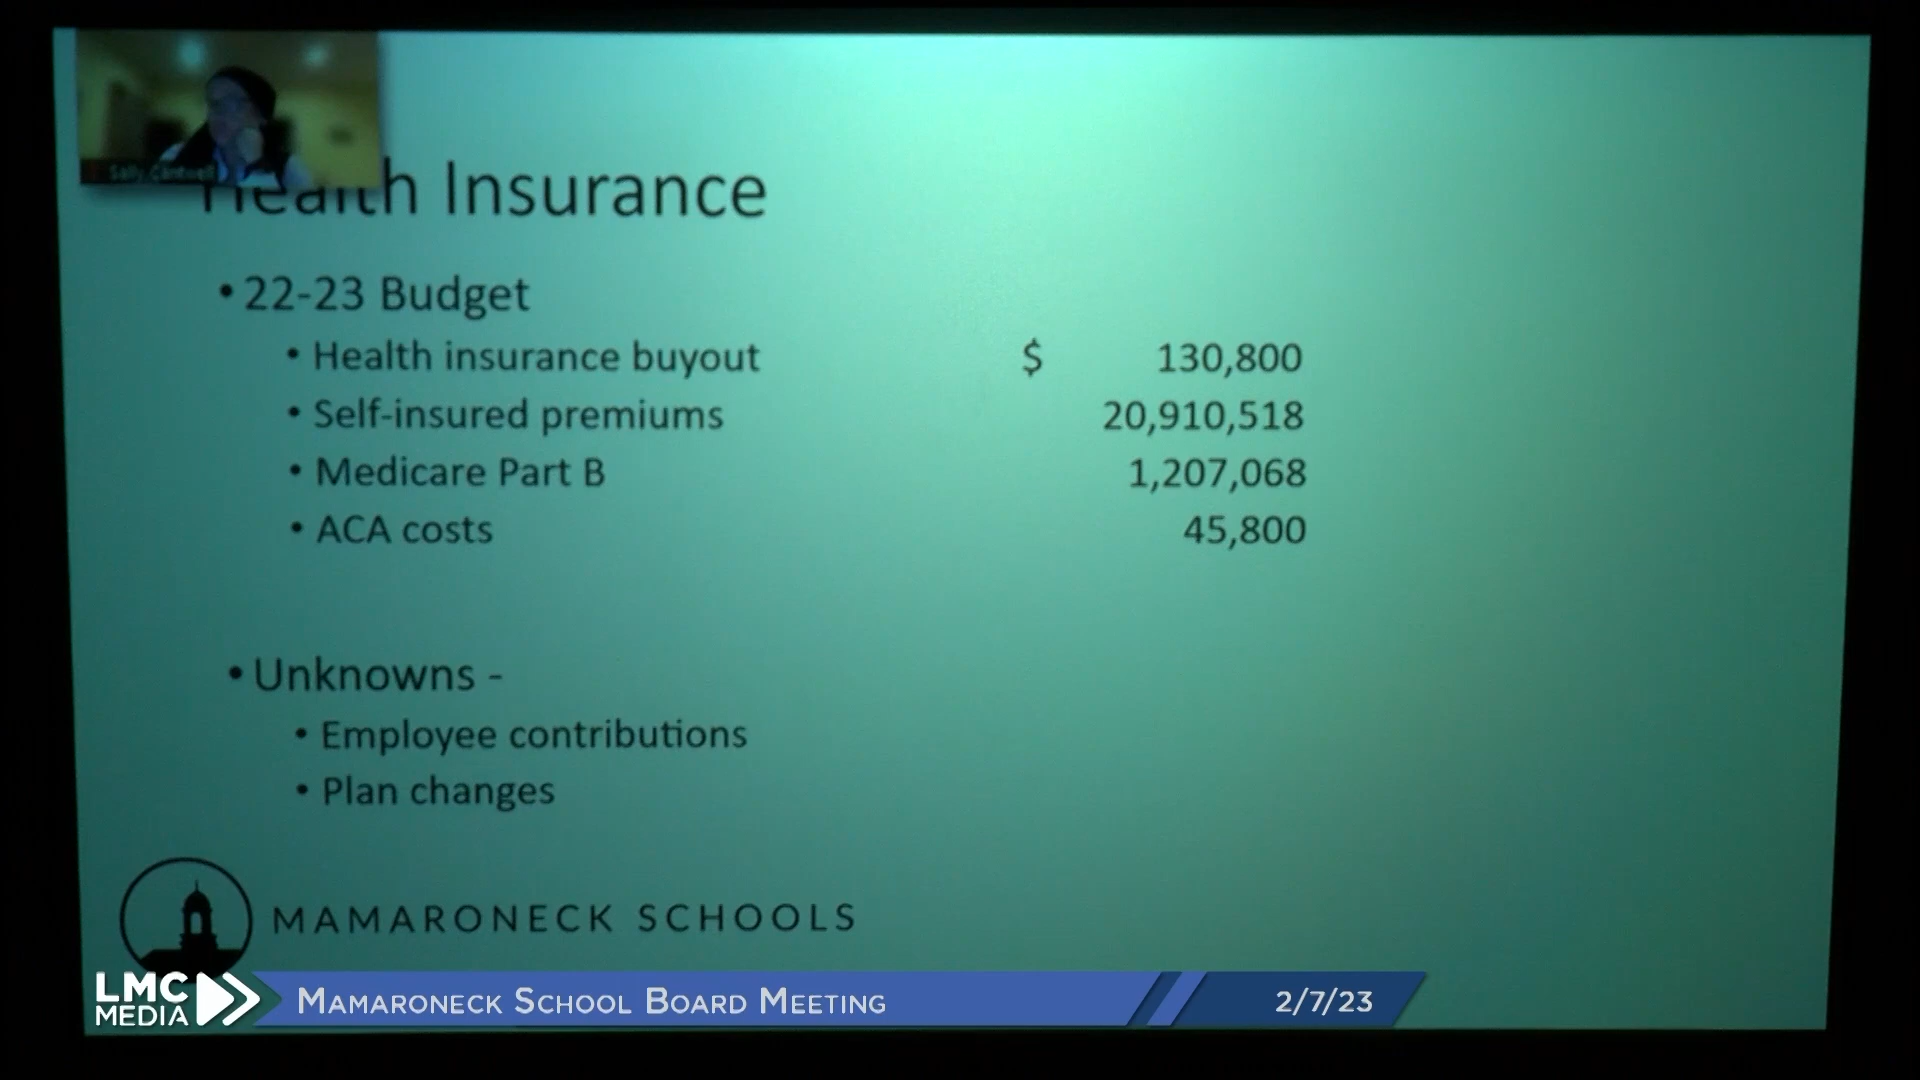 Sally Cantwell
Health Insurance
• 22-23 Budget
• Health insurance buyout $ 130,800
• Self-insured premiums 20,910,518
• Medicare Part B 1,207,068
• ACA costs 45,800
• Unknowns -
• Employee contributions
• Plan changes
MAMARONECK SCHOOLS
LMC
MEDIA
MAMARONECK SCHOOL BOARD MEETING 2/7/23